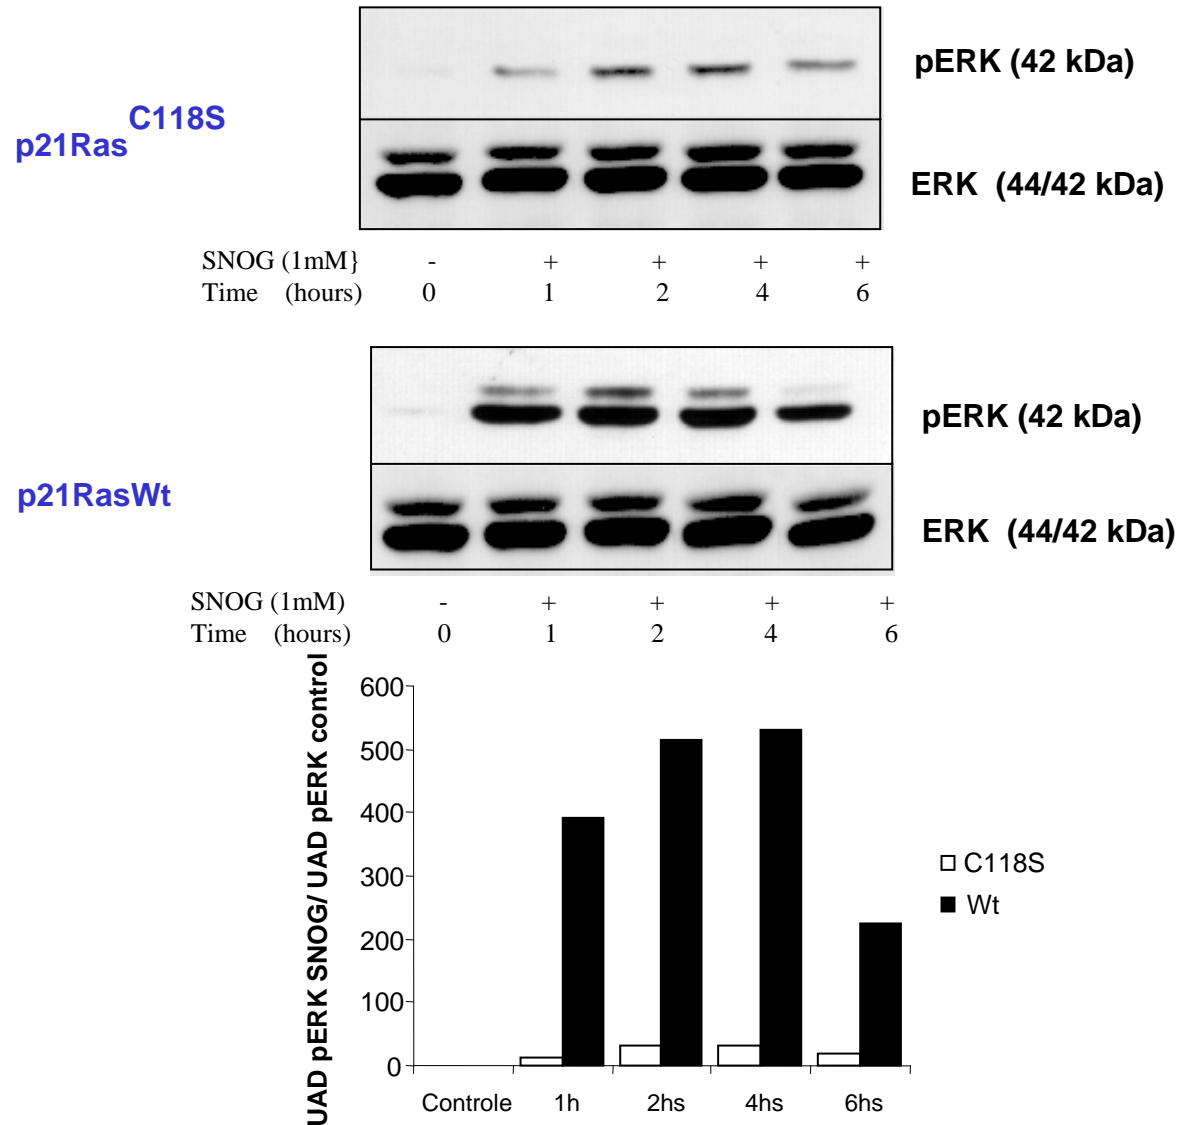 pERK (42 kDa)
p21Ras C118S
ERK (44/42 kDa)
SNOG (1mM} - + + + +
Time (hours) 0 1 2 4 6
pERK (42 kDa)
p21RasWt
ERK (44/42 kDa)
SNOG (1mM) - + + + +
Time (hours) 0 1 2 4 6
UAD pERK SNOG/ UAD pERK control
600
500
400
300
200
100
0
Controle 1h 2hs 4hs 6hs
C118S
Wt